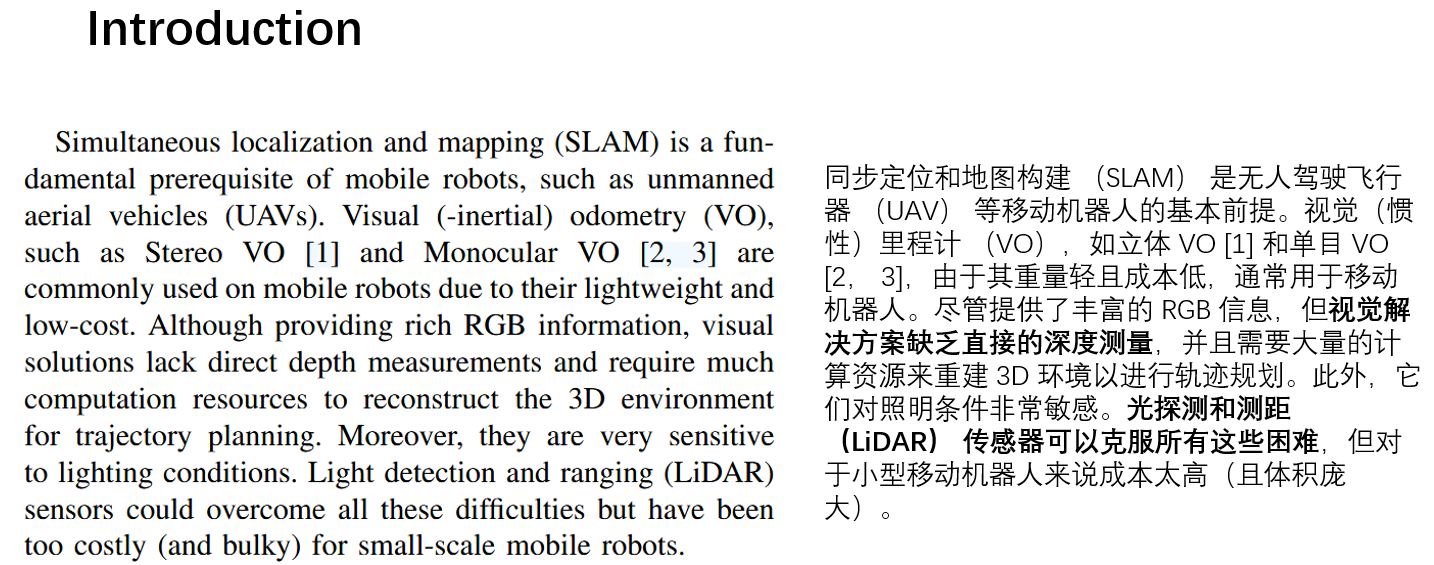 Introduction
Simultaneous localization and mapping (SLAM) is a fun-
damental prerequisite of mobile robots, such as unmanned
aerial vehicles (UAVs). Visual (-inertial) odometry (VO),
such as Stereo VO [1] and Monocular VO [2, 3] are
commonly used on mobile robots due to their lightweight and
low-cost. Although providing rich RGB information, visual
solutions lack direct depth measurements and require much
computation resources to reconstruct the 3D environment
for trajectory planning. Moreover, they are very sensitive
to lighting conditions. Light detection and ranging (LiDAR)
sensors could overcome all these difficulties but have been
too costly (and bulky) for small-scale mobile robots.
同步定位和地图构建 （SLAM） 是无人驾驶飞行
器 （UAV） 等移动机器人的基本前提。视觉（惯
性）里程计 （VO），如立体 VO [1] 和单目 VO
[2， 3]，由于其重量轻且成本低，通常用于移动
机器人。尽管提供了丰富的 RGB 信息，但视觉解
决方案缺乏直接的深度测量，并且需要大量的计
算资源来重建 3D 环境以进行轨迹规划。此外，它
们对照明条件非常敏感。光探测和测距
（LiDAR） 传感器可以克服所有这些困难，但对
于小型移动机器人来说成本太高（且体积庞
大）。